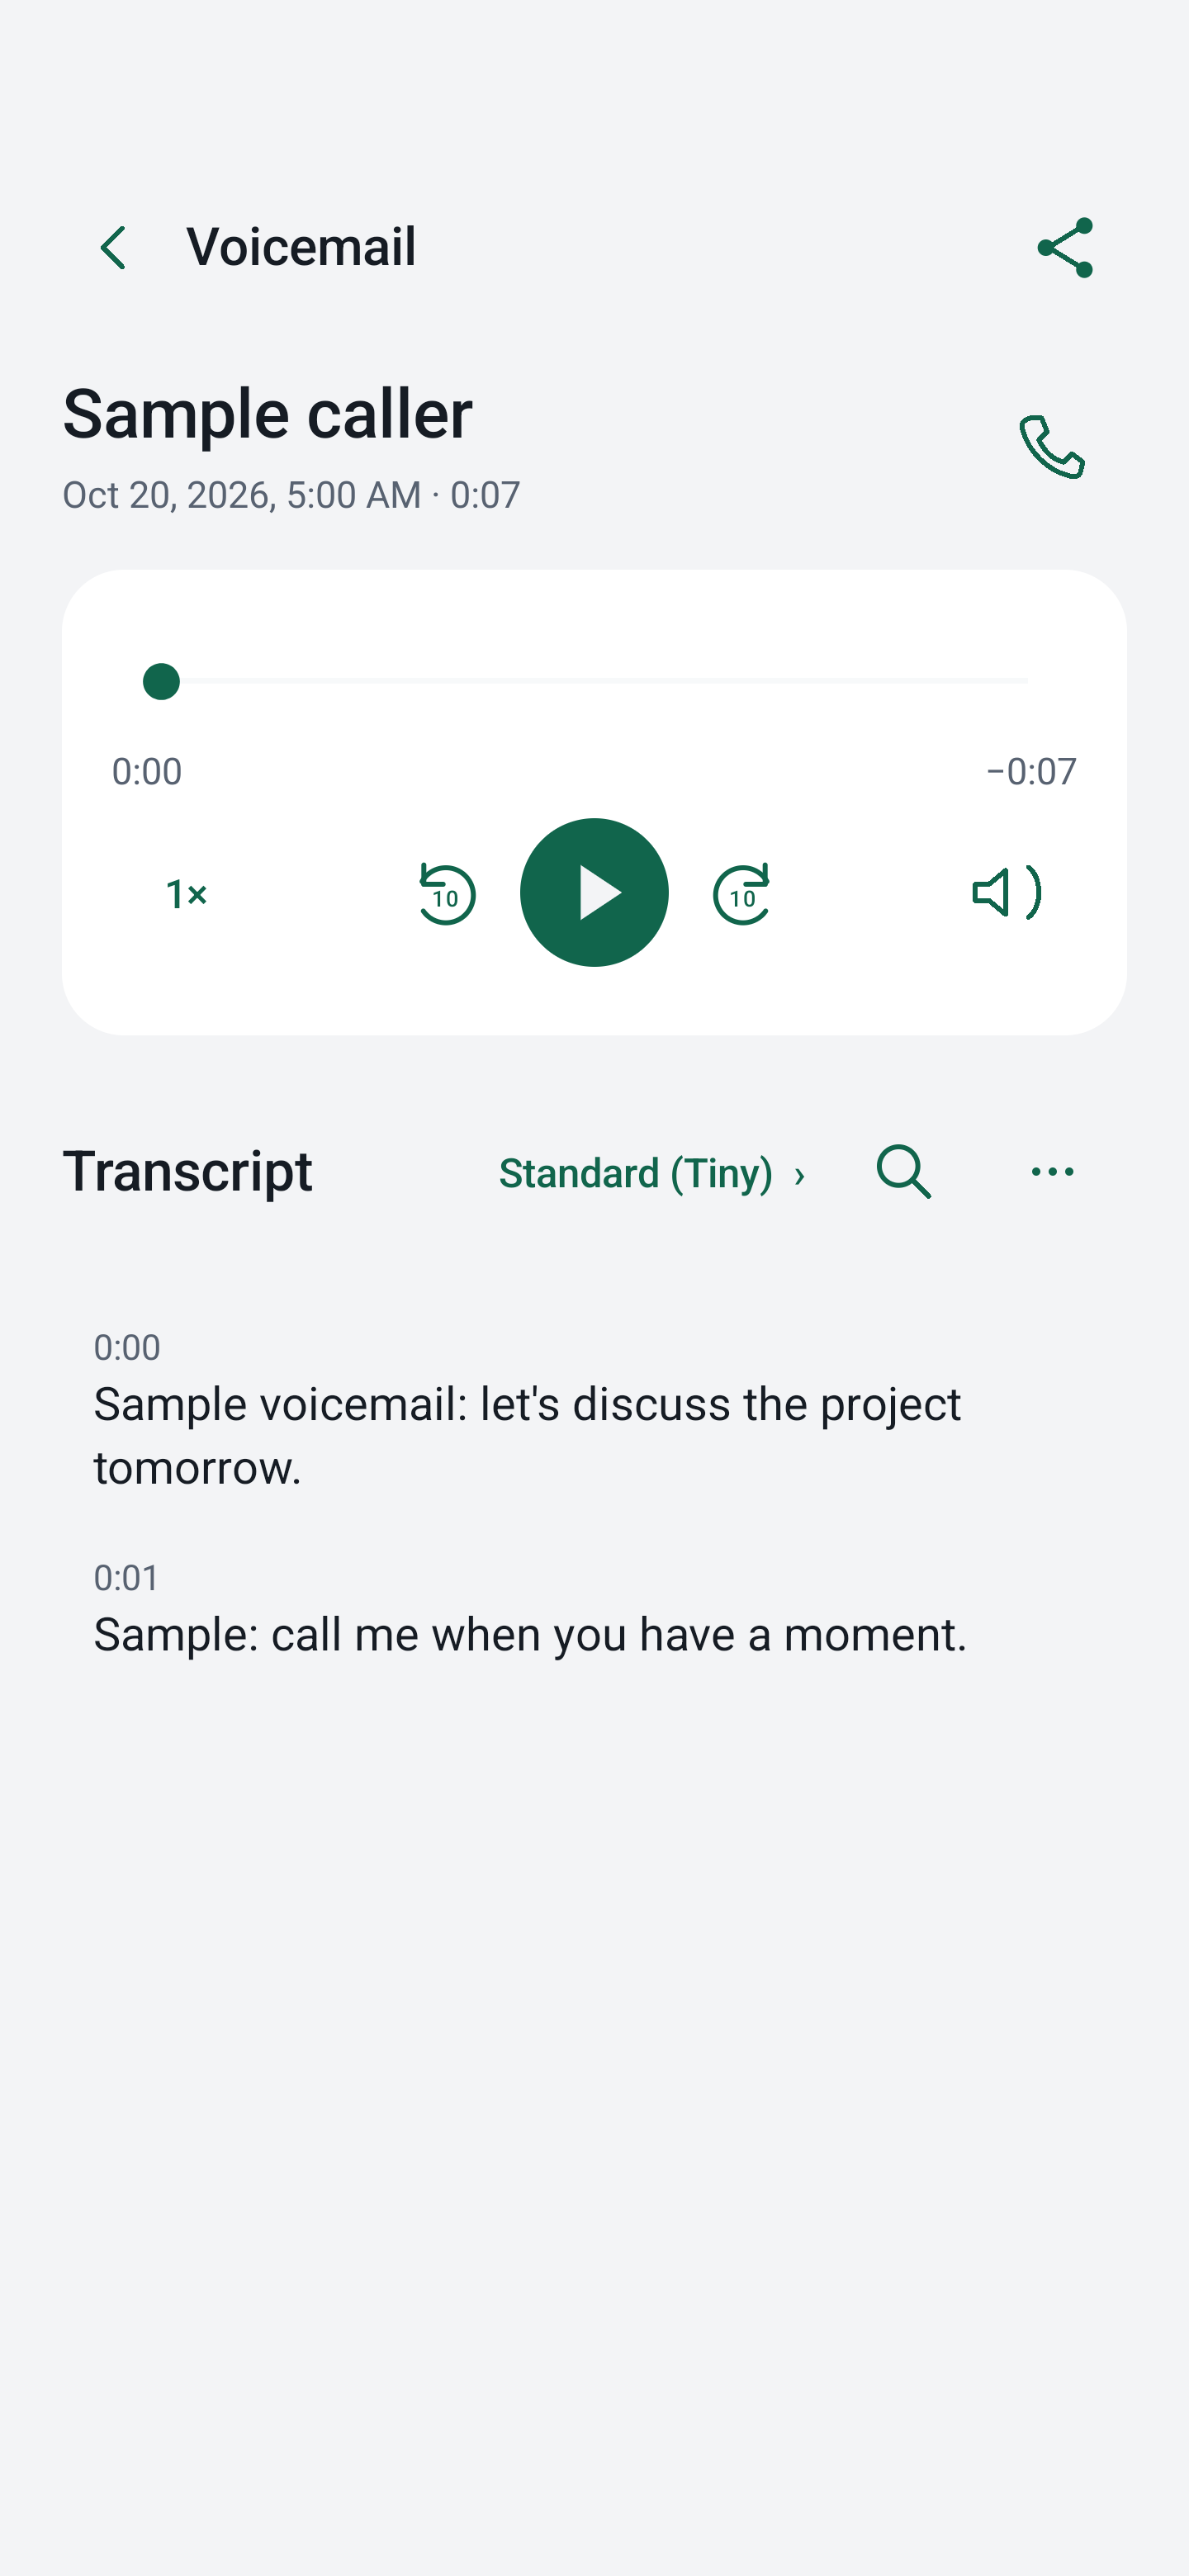 Voicemail
Sample caller
Oct 20, 2026, 5:00 AM · 0:07
0:00
−0:07
1×
10
10
Transcript
Standard (Tiny) ›
0:00
Sample voicemail: let's discuss the project
tomorrow.
0:01
Sample: call me when you have a moment.